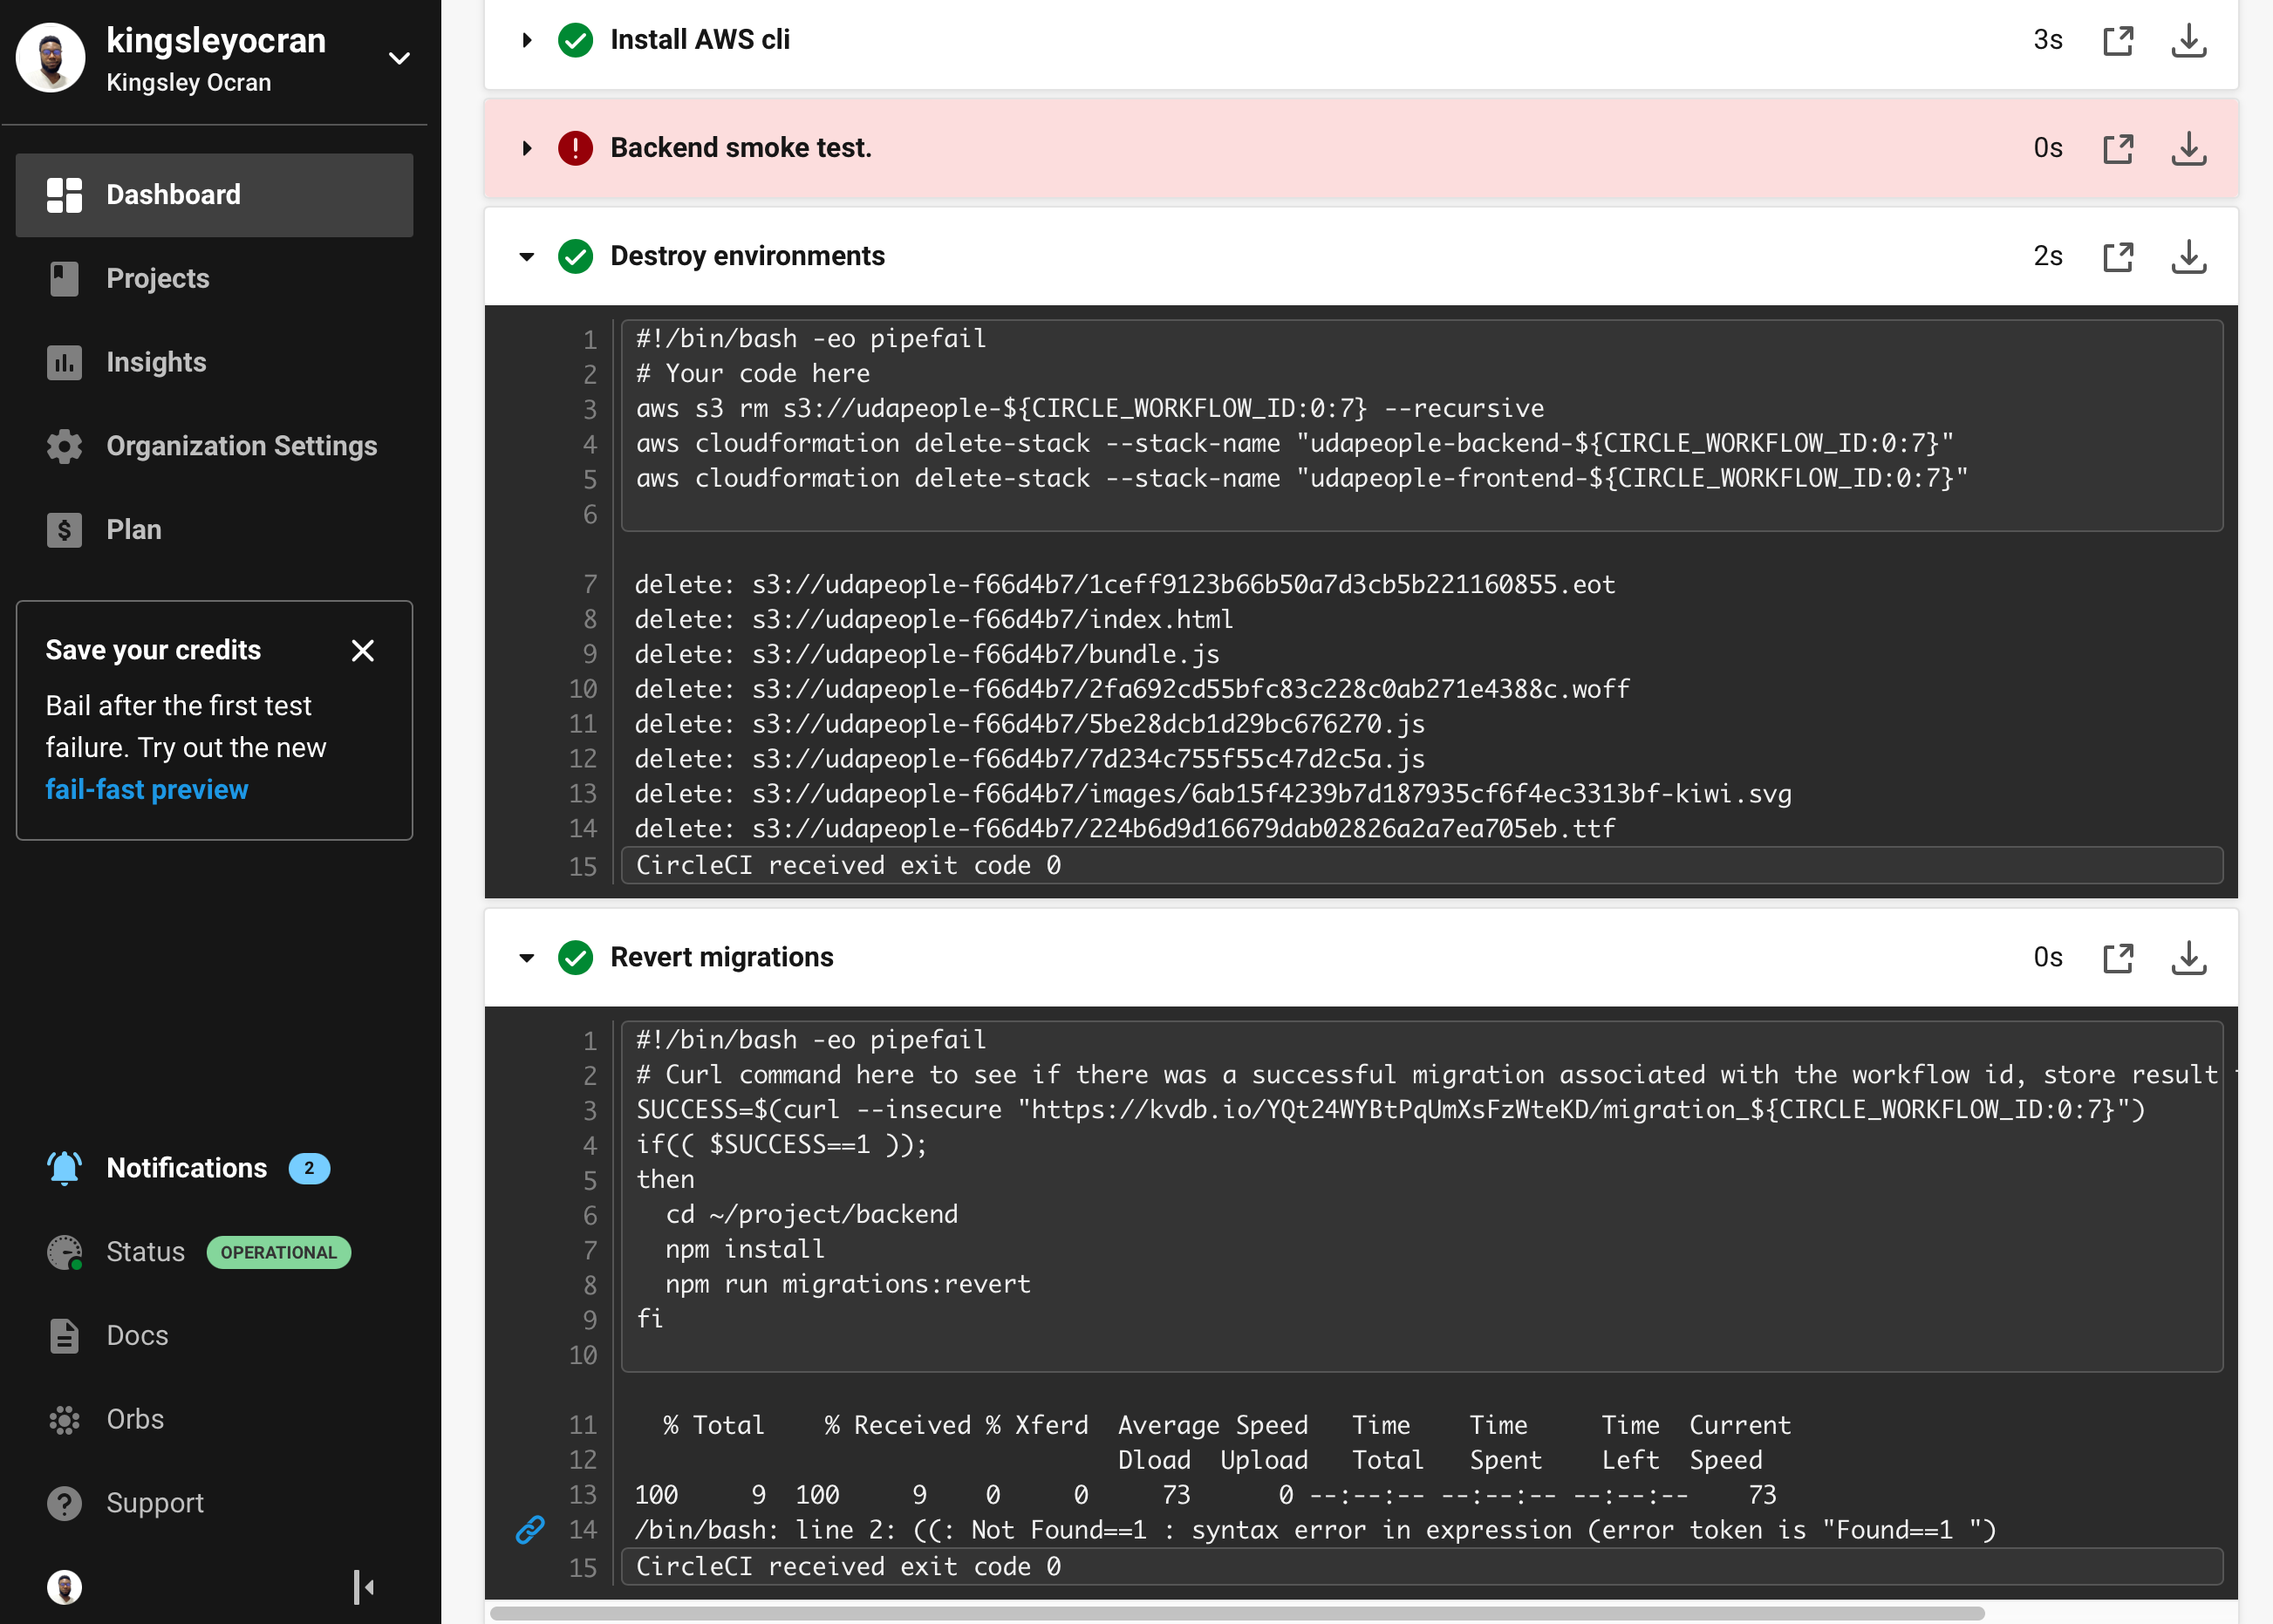 kingsleyocran
Kingsley Ocran
Dashboard
Projects
Insights
Organization Settings
Plan
Save your credits
Bail after the first test
failure. Try out the new
fail-fast preview
Notifications 2
Status OPERATIONAL
Docs
Orbs
Support
Install AWS cli 3s
Backend smoke test. 0s
Destroy environments 2s
1 #!/bin/bash -eo pipefail
2 # Your code here
3 aws s3 rm s3://udapeople-${CIRCLE_WORKFLOW_ID:0:7} --recursive
4 aws cloudformation delete-stack --stack-name "udapeople-backend-${CIRCLE_WORKFLOW_ID:0:7}"
5 aws cloudformation delete-stack --stack-name "udapeople-frontend-${CIRCLE_WORKFLOW_ID:0:7}"
6
7 delete: s3://udapeople-f66d4b7/1ceff9123b66b50a7d3cb5b221160855.eot
8 delete: s3://udapeople-f66d4b7/index.html
9 delete: s3://udapeople-f66d4b7/bundle.js
10 delete: s3://udapeople-f66d4b7/2fa692cd55bfc83c228c0ab271e4388c.woff
11 delete: s3://udapeople-f66d4b7/5be28dcb1d29bc676270.js
12 delete: s3://udapeople-f66d4b7/7d234c755f55c47d2c5a.js
13 delete: s3://udapeople-f66d4b7/images/6ab15f4239b7d187935cf6f4ec3313bf-kiwi.svg
14 delete: s3://udapeople-f66d4b7/224b6d9d16679dab02826a2a7ea705eb.ttf
15 CircleCI received exit code 0
Revert migrations 0s
1 #!/bin/bash -eo pipefail
2 # Curl command here to see if there was a successful migration associated with the workflow id, store result
3 SUCCESS=$(curl --insecure "https://kvdb.io/YQt24WYBtPqUmXsFzWteKD/migration_${CIRCLE_WORKFLOW_ID:0:7}")
4 if(( $SUCCESS==1 ));
5 then
6 cd ~/project/backend
7 npm install
8 npm run migrations:revert
9 fi
10
11 % Total % Received % Xferd Average Speed Time Time Time Current
12 Dload Upload Total Spent Left Speed
13 100 9 100 9 0 0 73 0 --:--:-- --:--:-- --:--:-- 73
14 /bin/bash: line 2: ((: Not Found==1 : syntax error in expression (error token is "Found==1 ")
15 CircleCI received exit code 0